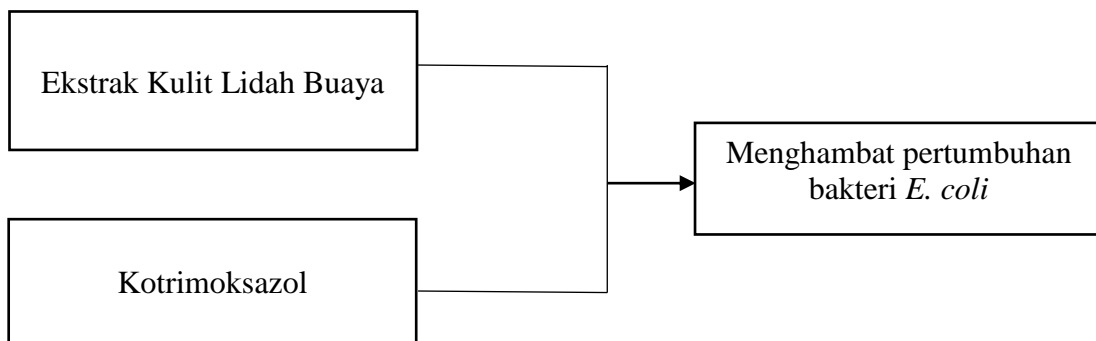 Ekstrak Kulit Lidah Buaya
Menghambat pertumbuhan
bakteri E. coli
Kotrimoksazol